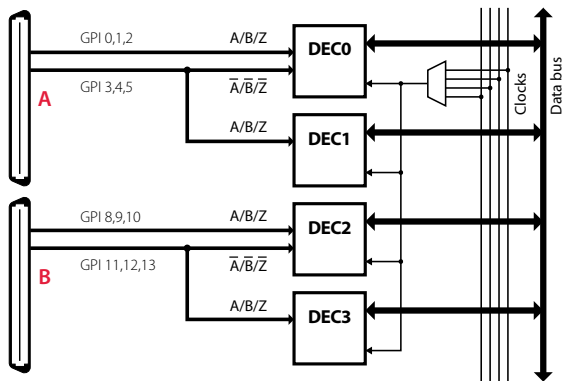 GPI 0,1,2 A/B/Z DEC0
GPI 3,4,5 A̅/B̅/Z̅
A
A/B/Z DEC1
Clocks
Data bus
GPI 8,9,10 A/B/Z DEC2
GPI 11,12,13 A̅/B̅/Z̅
B
A/B/Z DEC3